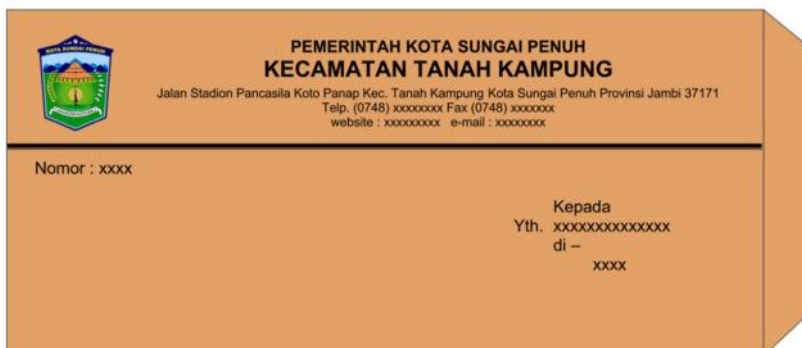 KOTA SUNGAI PENUH
PEMERINTAH KOTA SUNGAI PENUH
KECAMATAN TANAH KAMPUNG
Jalan Stadion Pancasila Koto Panap Kec. Tanah Kampung Kota Sungai Penuh Provinsi Jambi 37171
Telp. (0748) xxxxxxxx Fax (0748) xxxxxxx
website : xxxxxxxxx e-mail : xxxxxxxx
Nomor : xxxx
Kepada
Yth. xxxxxxxxxxxxxx
di –
xxxx